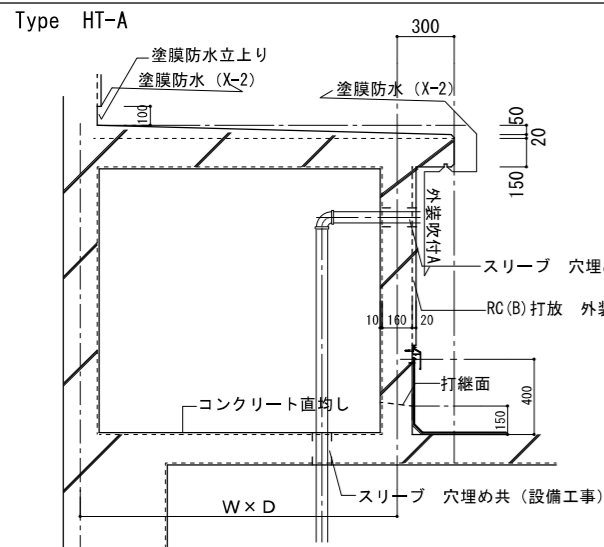 Type HT-A
300
塗膜防水立上り
塗膜防水（X-2）
塗膜防水（X-2）
100
50
20
150
外装吹付A
スリーブ 穴埋
RC(B)打放 外装
10 160 20
打継面
400
コンクリート直均し
150
スリーブ 穴埋め共（設備工事）
W×D